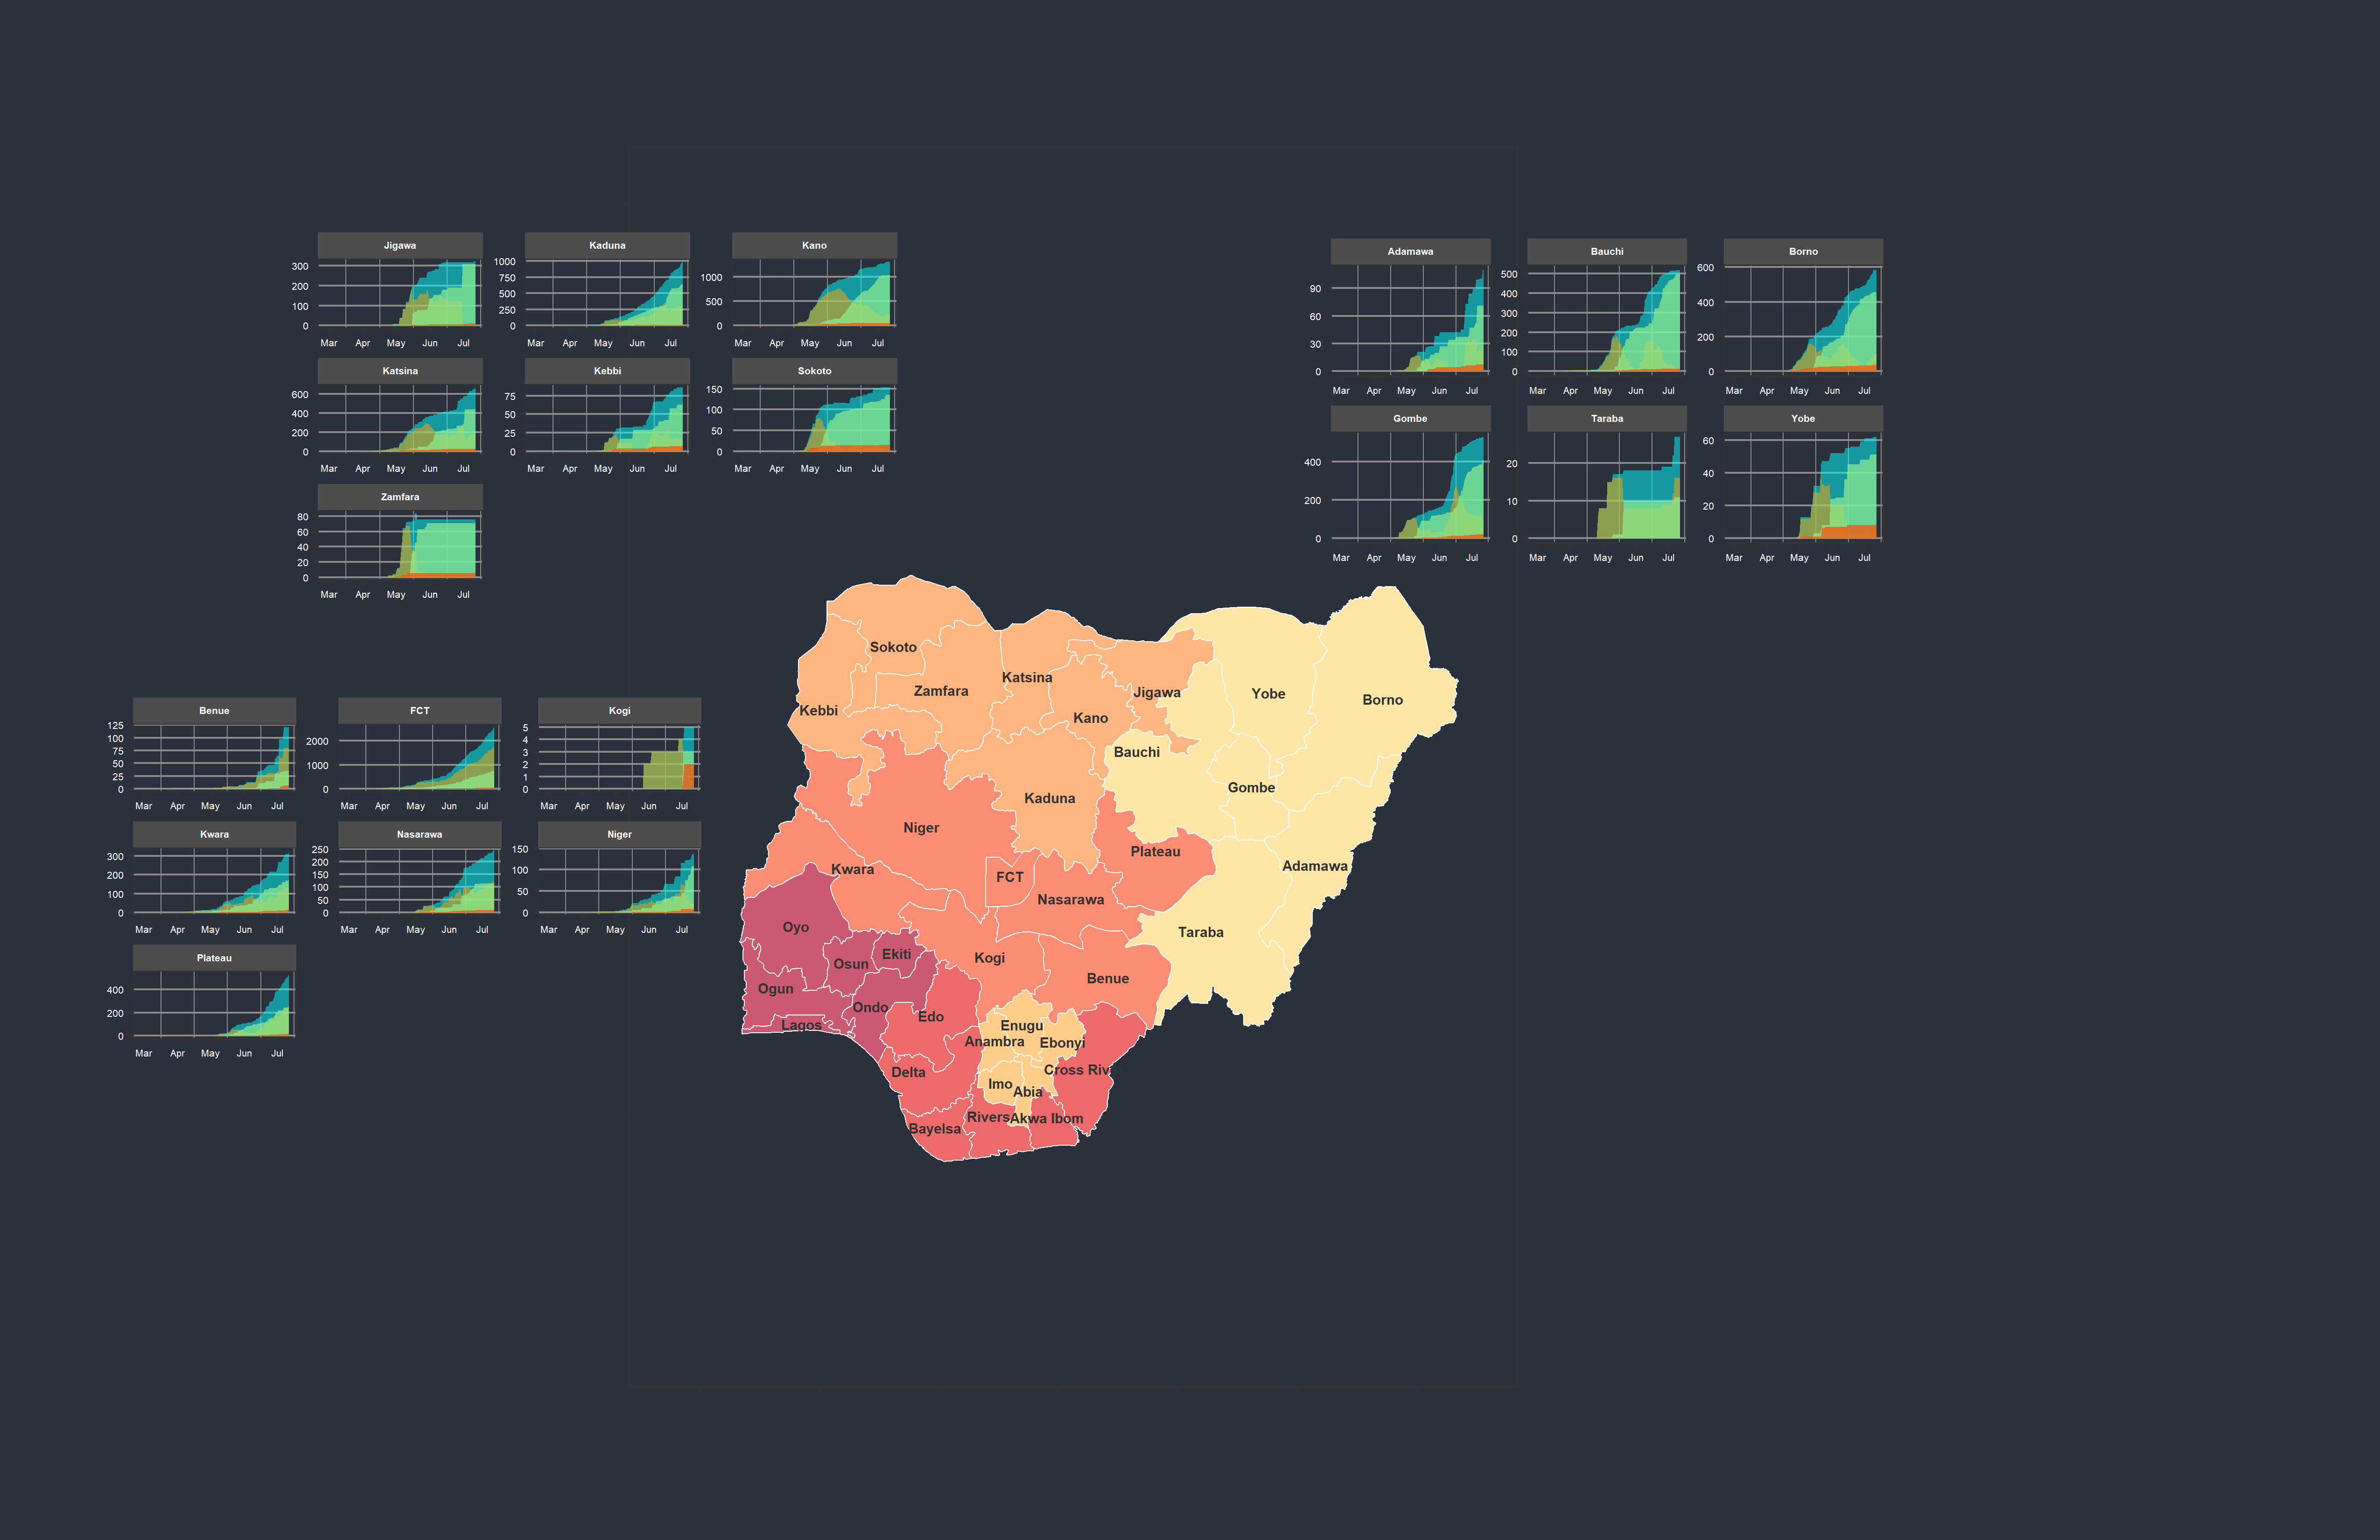 Jigawa
300
200
100
0
Mar Apr May Jun Jul
Kaduna
1000
750
500
250
0
Mar Apr May Jun Jul
Kano
1000
500
0
Mar Apr May Jun Jul
Katsina
600
400
200
0
Mar Apr May Jun Jul
Kebbi
75
50
25
0
Mar Apr May Jun Jul
Sokoto
150
100
50
0
Mar Apr May Jun Jul
Zamfara
80
60
40
20
0
Mar Apr May Jun Jul
Adamawa
90
60
30
0
Mar Apr May Jun Jul
Bauchi
500
400
300
200
100
0
Mar Apr May Jun Jul
Borno
600
400
200
0
Mar Apr May Jun Jul
Gombe
400
200
0
Mar Apr May Jun Jul
Taraba
20
10
0
Mar Apr May Jun Jul
Yobe
60
40
20
0
Mar Apr May Jun Jul
Benue
125
100
75
50
25
0
Mar Apr May Jun Jul
FCT
2000
1000
0
Mar Apr May Jun Jul
Kogi
5
4
3
2
1
0
Mar Apr May Jun Jul
Kwara
300
200
100
0
Mar Apr May Jun Jul
Nasarawa
250
200
150
100
50
0
Mar Apr May Jun Jul
Niger
150
100
50
0
Mar Apr May Jun Jul
Plateau
400
200
0
Mar Apr May Jun Jul
Sokoto
Katsina
Zamfara
Jigawa
Yobe
Borno
Kebbi
Kano
Bauchi
Gombe
Kaduna
Niger
Plateau
Adamawa
Kwara
FCT
Nasarawa
Oyo
Taraba
Ekiti
Osun
Kogi
Benue
Ogun
Ondo
Edo
Lagos
Enugu
Anambra
Ebonyi
Delta
Cross Riv
Imo
Abia
Rivers
Akwa Ibom
Bayelsa